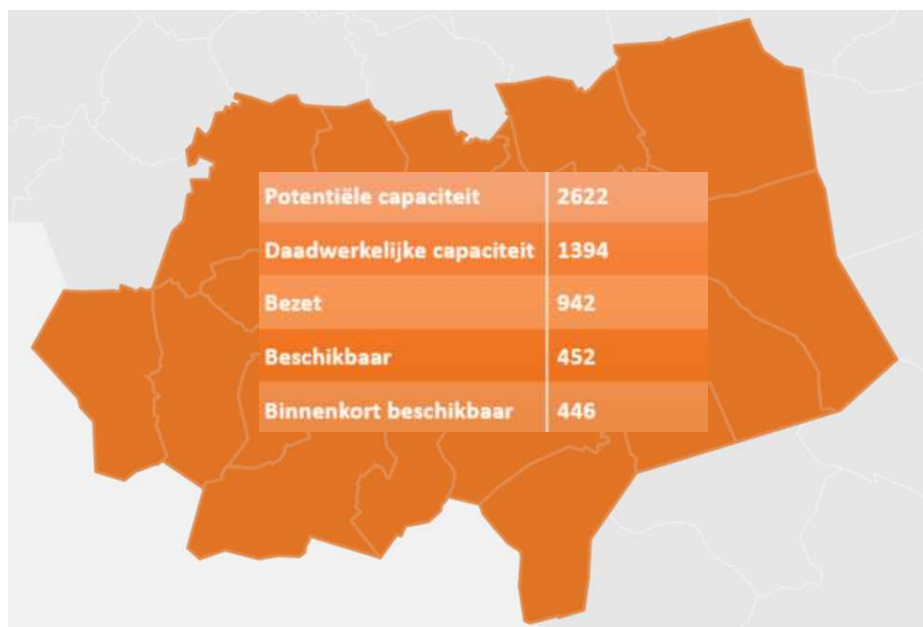 Potentiële capaciteit 2622
Daadwerkelijke capaciteit 1394
Bezet 942
Beschikbaar 452
Binnenkort beschikbaar 446